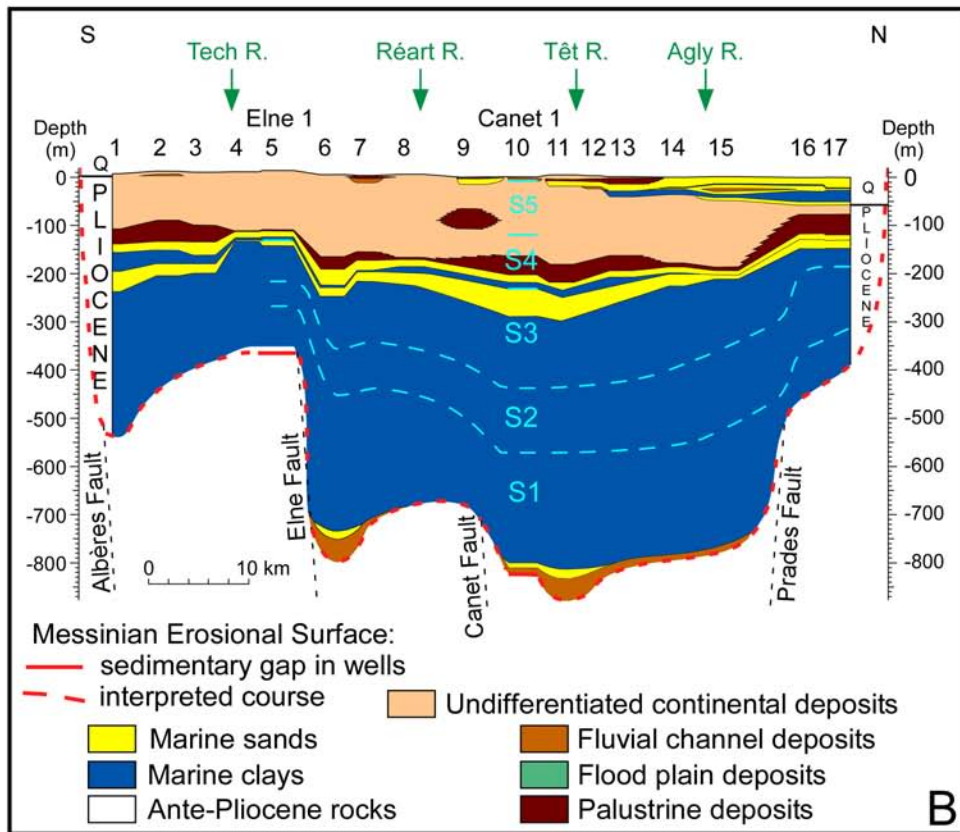 S N
Tech R. Réart R. Têt R. Agly R.
Elne 1 Canet 1
Depth (m) 1 2 3 4 5 6 7 8 9 10 11 12 13 14 15 16 17 Depth (m)
0 Q Q 0
-100 -100
-200 -200
-300 -300
-400 -400
-500 -500
-600 -600
-700 -700
-800 -800
PLIOCENE
PLIOCENE
S5
S4
S3
S2
S1
Albères Fault
Elne Fault
Canet Fault
Prades Fault
0 10 km
Messinian Erosional Surface:
sedimentary gap in wells
interpreted course
Undifferentiated continental deposits
Marine sands
Fluvial channel deposits
Marine clays
Flood plain deposits
Ante-Pliocene rocks
Palustrine deposits
B